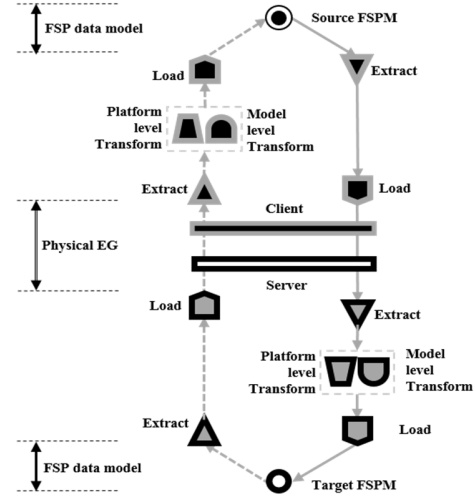 FSP data model
Source FSPM
Load
Extract
Platform
level
Transform
Model
level
Transform
Extract
Load
Client
Physical EG
Server
Load
Extract
Platform
level
Transform
Model
level
Transform
Extract
Load
FSP data model
Target FSPM